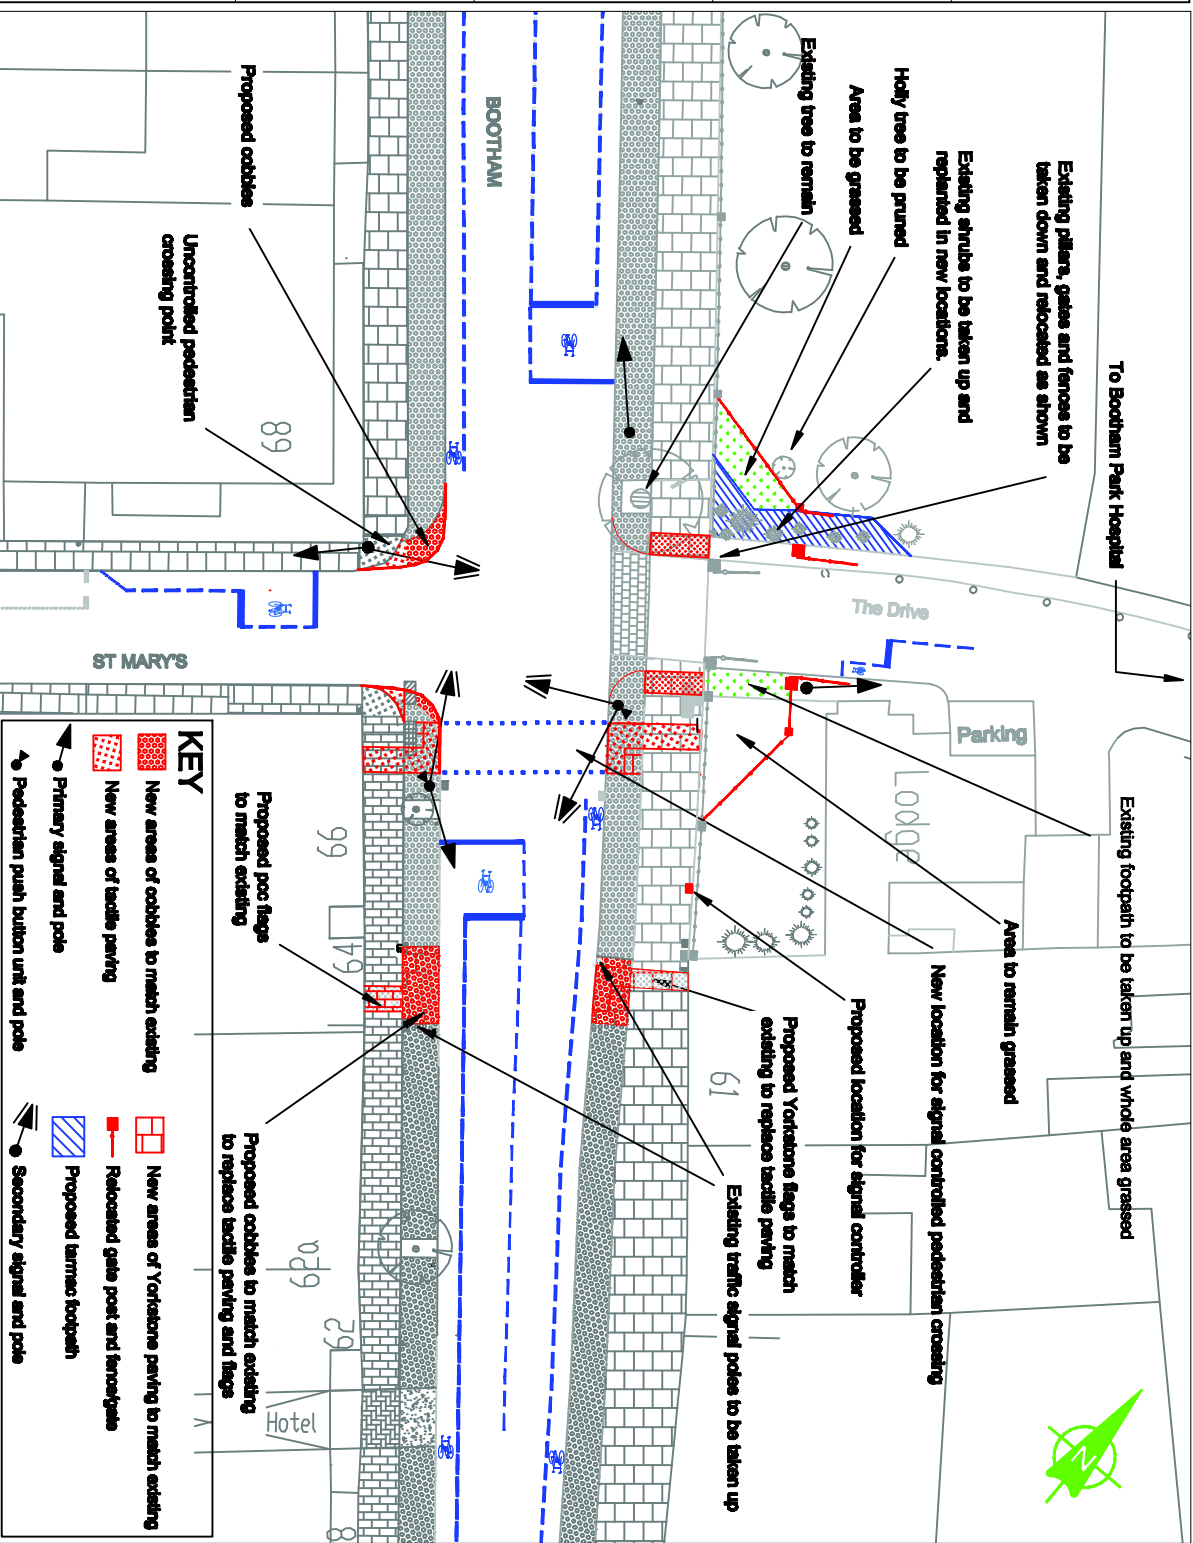 To Bootham Park Hospital
Existing pillars, gates and fences to be
taken down and relocated as shown
Existing shrubs to be taken up and
replanted in new locations.
Holly tree to be pruned
Area to be grassed
Existing tree to remain
BOOTHAM
Proposed cobbles
Uncontrolled pedestrian
crossing point
68
The Drive
ST MARY'S
Parking
Existing footpath to be taken up and whole area grassed
Area to remain grassed
New location for signal controlled pedestrian crossing
Proposed location for signal controller
Proposed Yorkstone flags to match
existing to replace tactile paving
61
Existing traffic signal poles to be taken up
66
64
62a
62
Hotel
8
Proposed pcc flags
to match existing
Proposed cobbles to match existing
to replace tactile paving and flags
KEY
New areas of cobbles to match existing
New areas of tactile paving
Primary signal and pole
Pedestrian push button unit and pole
New areas of Yorkstone paving to match existing
Relocated gate post and fence/gate
Proposed tarmac footpath
Secondary signal and pole
N